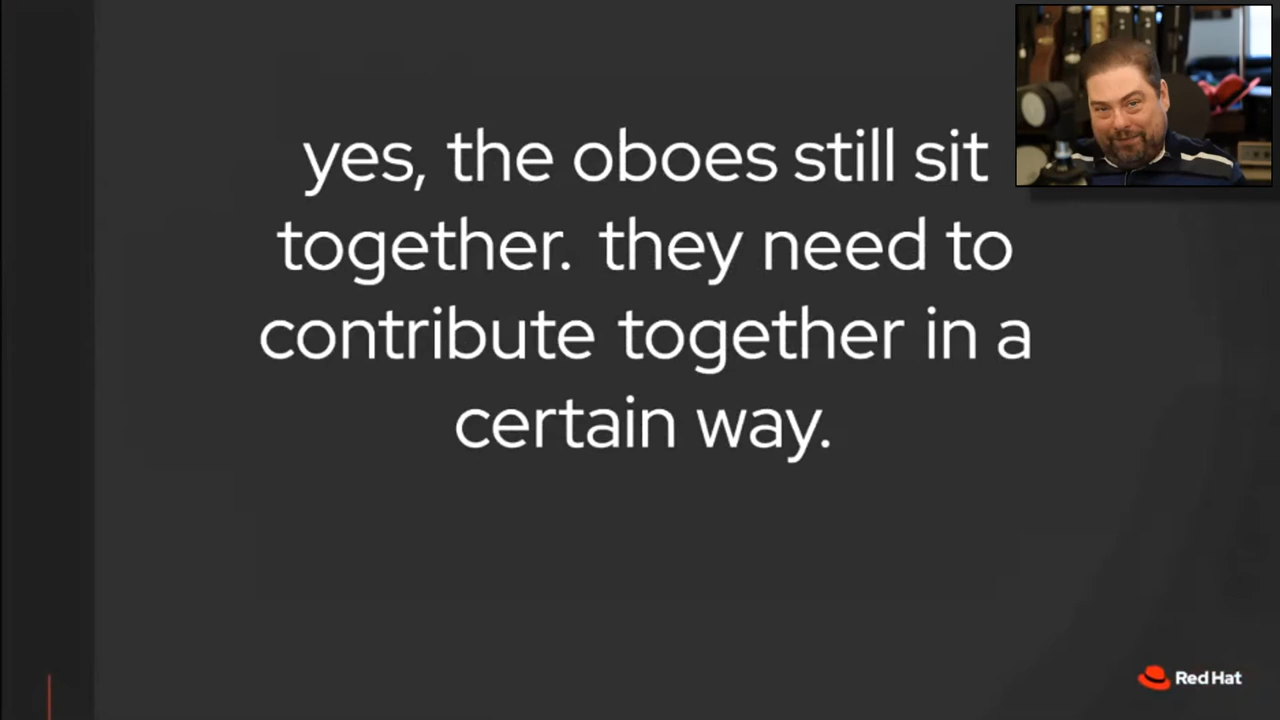 yes, the oboes still sit
together. they need to
contribute together in a
certain way.
Red Hat